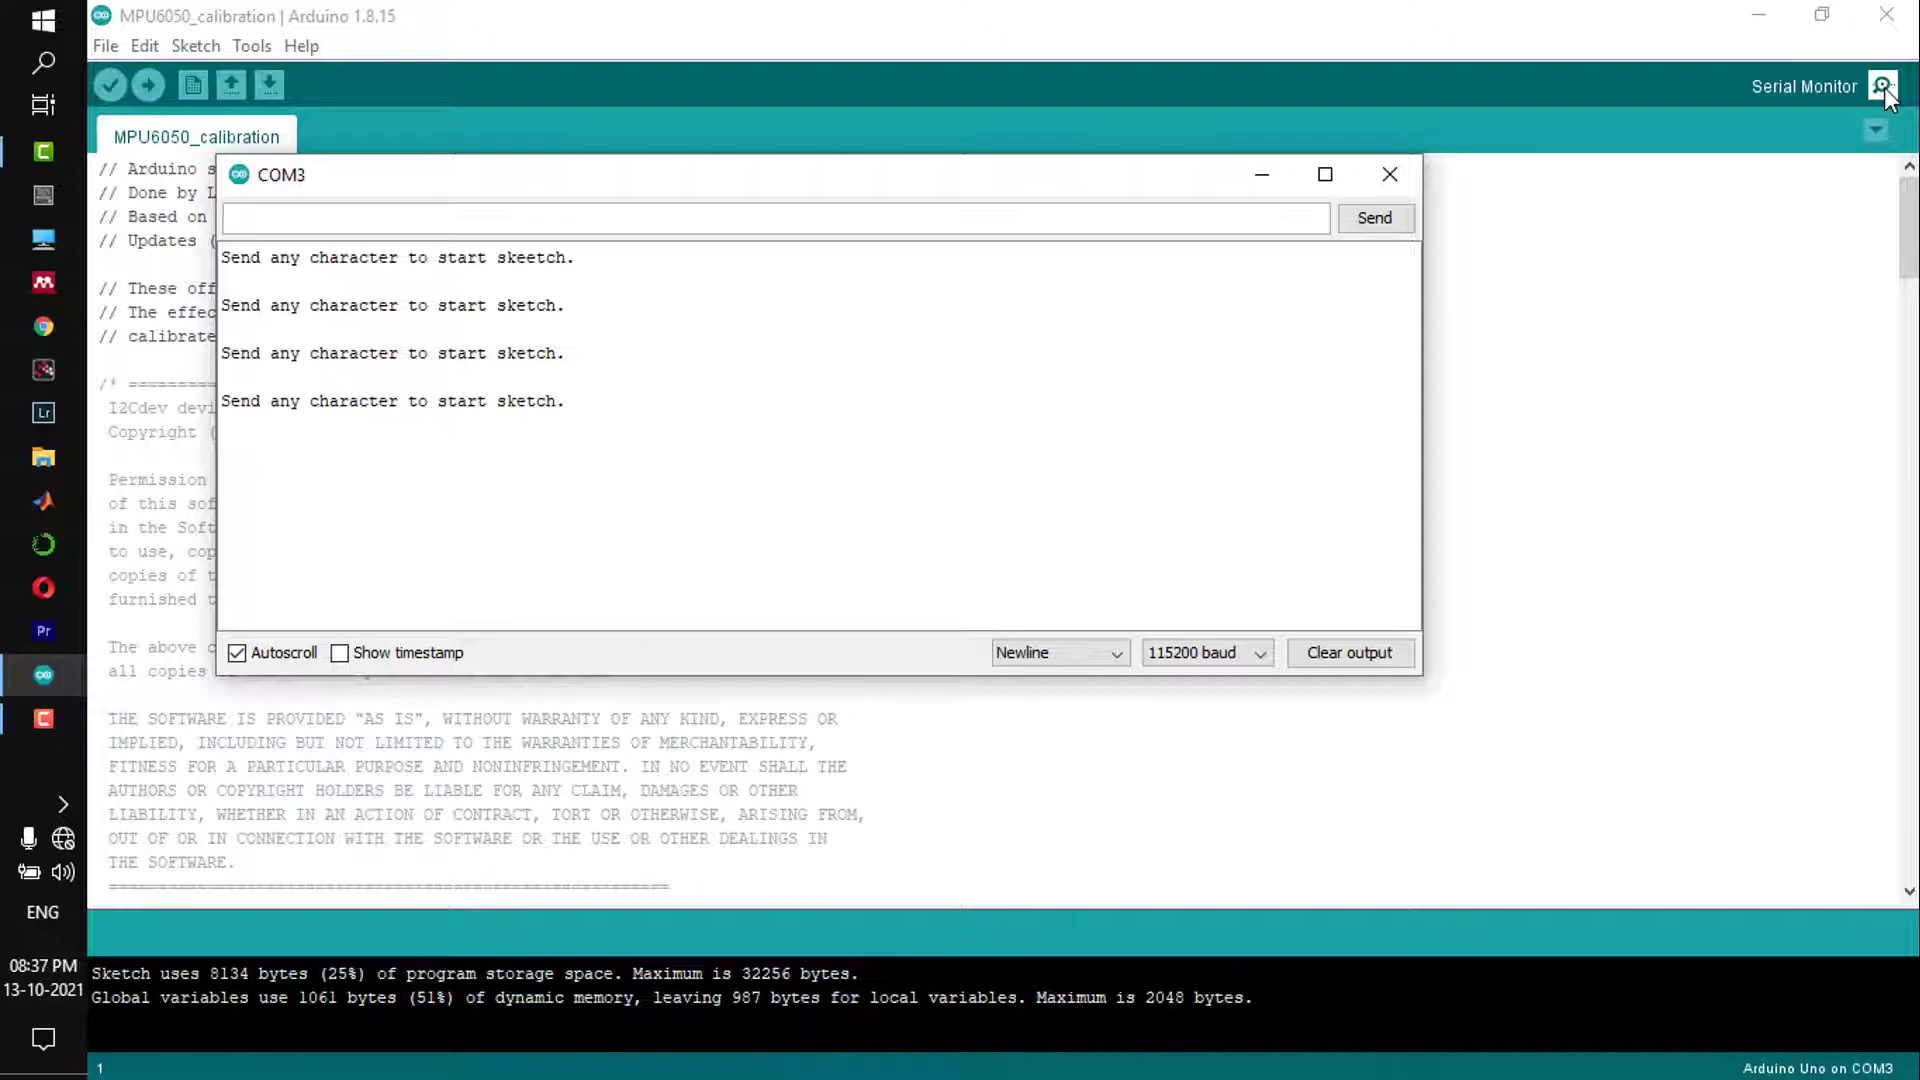 MPU6050_calibration | Arduino 1.8.15
File Edit Sketch Tools Help
Serial Monitor
MPU6050_calibration
// Arduino s
// Done by L
// Based on
// Updates (
// These off
// The effec
// calibrate
/* =========
I2Cdev devi
Copyright (
Permission
of this sof
in the Soft
to use, cop
copies of t
furnished t
The above c
all copies
THE SOFTWARE IS PROVIDED "AS IS", WITHOUT WARRANTY OF ANY KIND, EXPRESS OR
IMPLIED, INCLUDING BUT NOT LIMITED TO THE WARRANTIES OF MERCHANTABILITY,
FITNESS FOR A PARTICULAR PURPOSE AND NONINFRINGEMENT. IN NO EVENT SHALL THE
AUTHORS OR COPYRIGHT HOLDERS BE LIABLE FOR ANY CLAIM, DAMAGES OR OTHER
LIABILITY, WHETHER IN AN ACTION OF CONTRACT, TORT OR OTHERWISE, ARISING FROM,
OUT OF OR IN CONNECTION WITH THE SOFTWARE OR THE USE OR OTHER DEALINGS IN
THE SOFTWARE.
=========================================================
COM3
Send
Send any character to start skeetch.
Send any character to start sketch.
Send any character to start sketch.
Send any character to start sketch.
Autoscroll Show timestamp Newline 115200 baud Clear output
Lr
Pr
ENG
08:37 PM
13-10-2021
Sketch uses 8134 bytes (25%) of program storage space. Maximum is 32256 bytes.
Global variables use 1061 bytes (51%) of dynamic memory, leaving 987 bytes for local variables. Maximum is 2048 bytes.
1
Arduino Uno on COM3